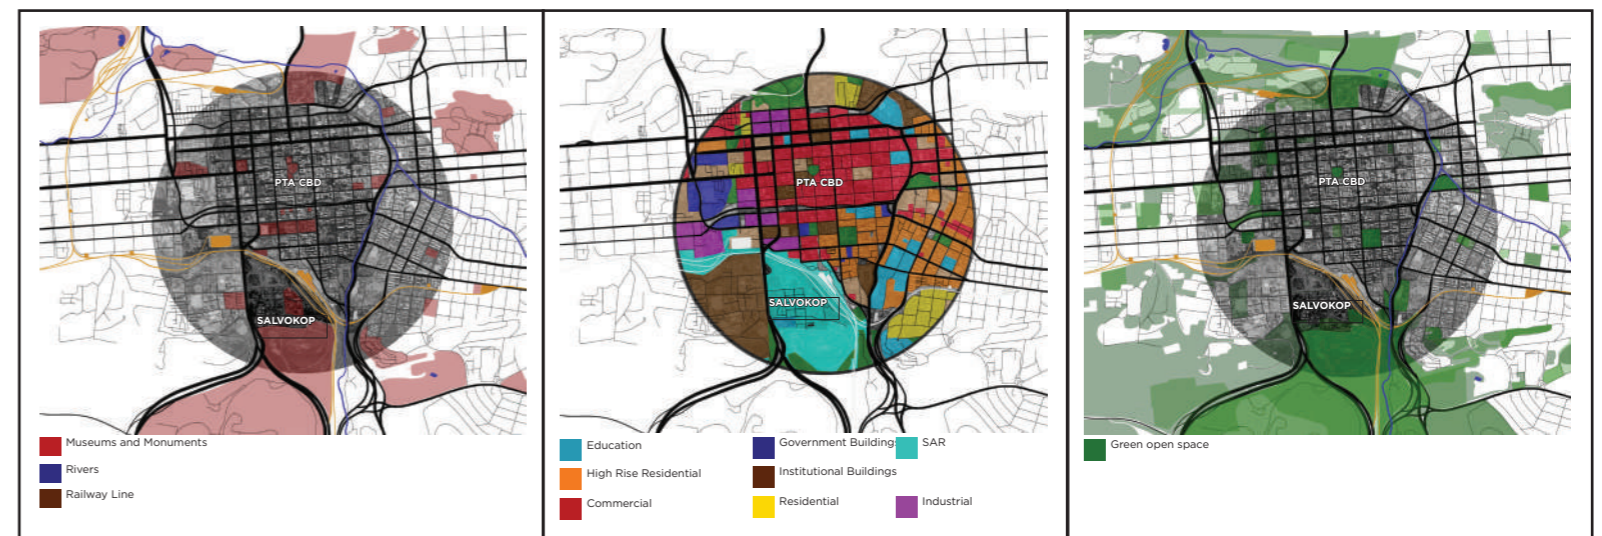 PTA CBD
SALVOKOP
Museums and Monuments
Rivers
Railway Line
PTA CBD
SALVOKOP
Education
High Rise Residential
Commercial
Government Buildings
Institutional Buildings
Residential
SAR
Industrial
PTA CBD
SALVOKOP
Green open space